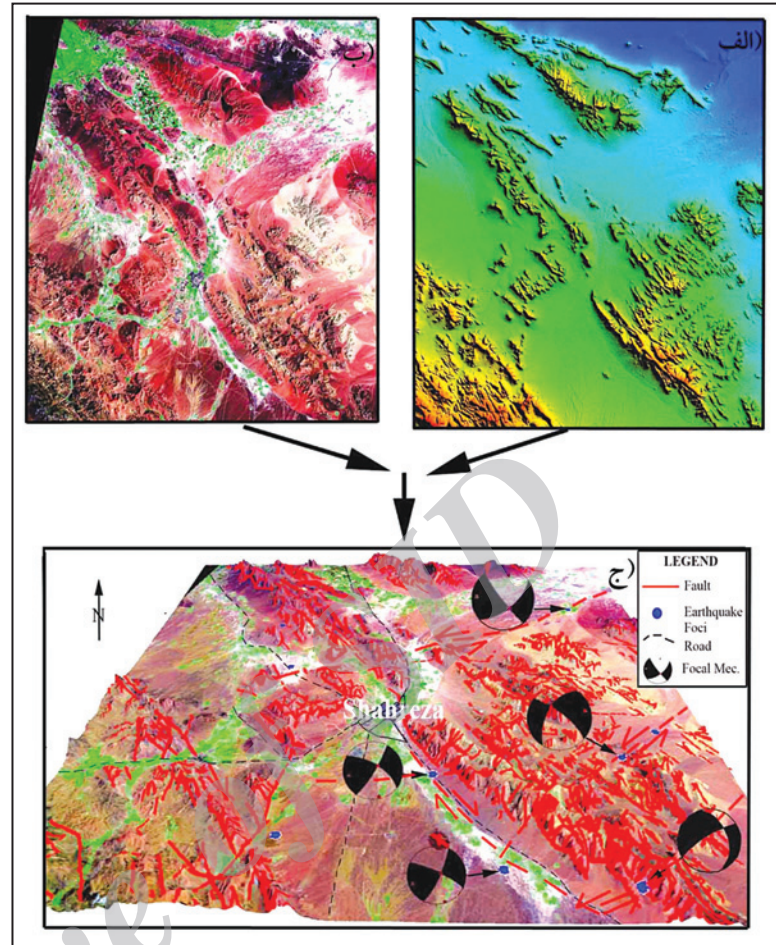 ب)
الف)
ج)
N
LEGEND
Fault
Earthquake
Foci
Road
Focal Mec.
Shahreza